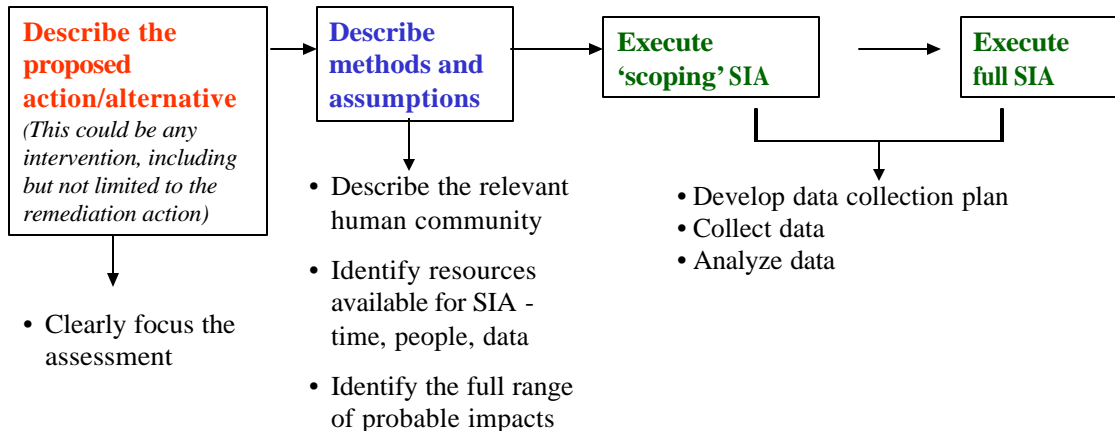 Describe the
proposed
action/alternative
(This could be any
intervention, including
but not limited to the
remediation action)
• Clearly focus the
assessment
Describe
methods and
assumptions
• Describe the relevant
human community
• Identify resources
available for SIA -
time, people, data
• Identify the full range
of probable impacts
Execute
‘scoping’ SIA
Execute
full SIA
• Develop data collection plan
• Collect data
• Analyze data